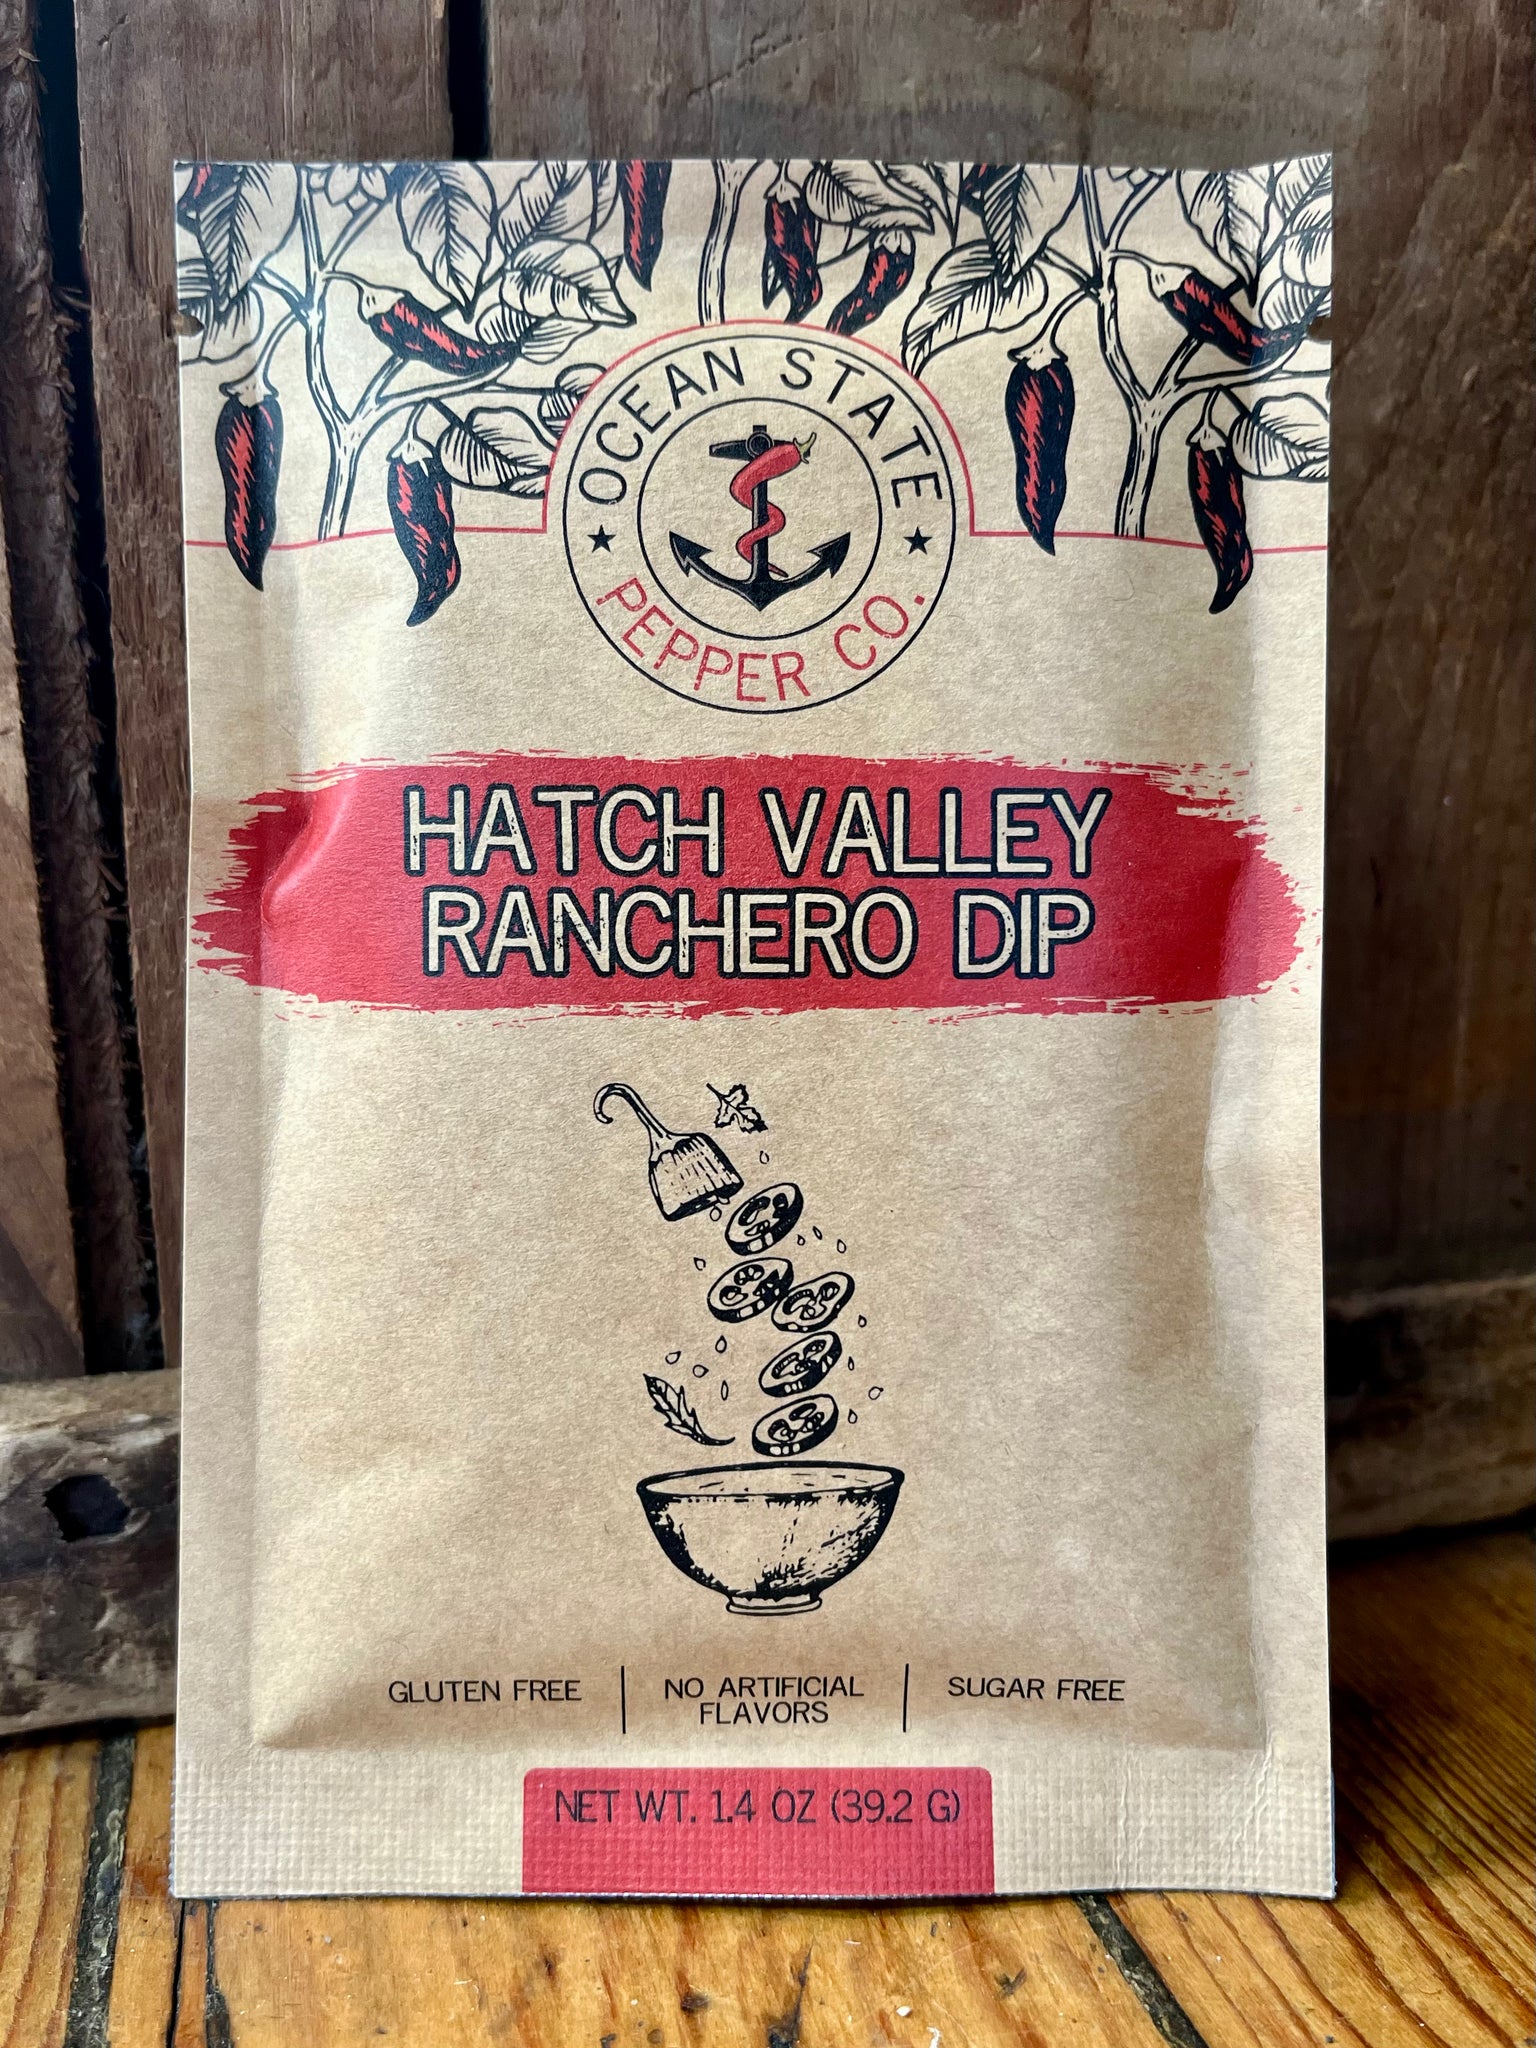 OCEAN STATE
PEPPER CO.
HATCH VALLEY
RANCHERO DIP
GLUTEN FREE
NO ARTIFICIAL
FLAVORS
SUGAR FREE
NET WT. 1.4 OZ (39.2 G)